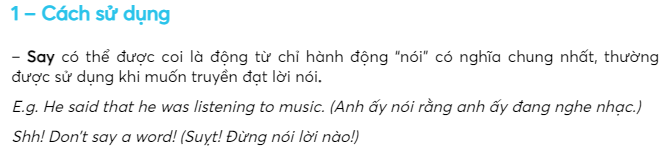 1 – Cách sử dụng
– Say có thể được coi là động từ chỉ hành động “nói” có nghĩa chung nhất, thường
được sử dụng khi muốn truyền đạt lời nói.
E.g. He said that he was listening to music. (Anh ấy nói rằng anh ấy đang nghe nhạc.)
Shh! Don’t say a word! (Suỵt! Đừng nói lời nào!)